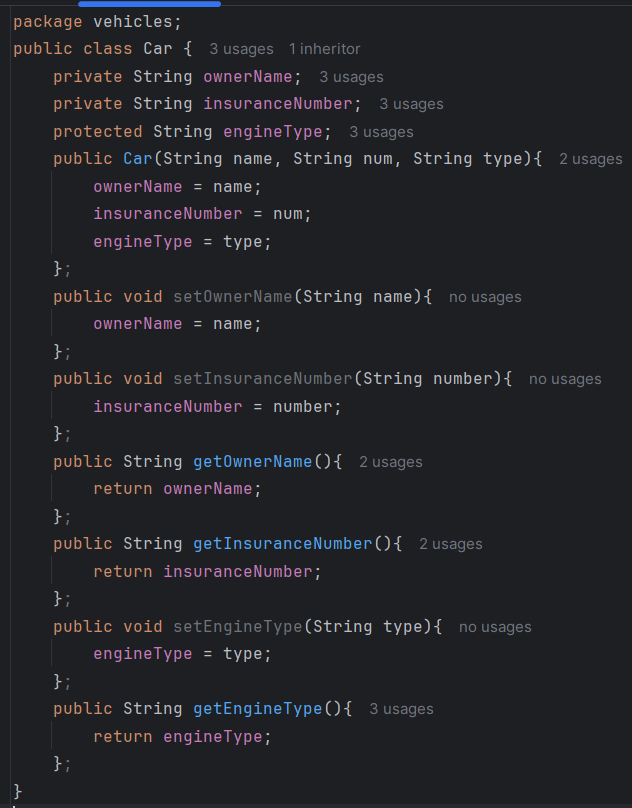 package vehicles;
public class Car {  3 usages  1 inheritor
    private String ownerName;  3 usages
    private String insuranceNumber;  3 usages
    protected String engineType;  3 usages
    public Car(String name, String num, String type){  2 usages
        ownerName = name;
        insuranceNumber = num;
        engineType = type;
    };
    public void setOwnerName(String name){  no usages
        ownerName = name;
    };
    public void setInsuranceNumber(String number){  no usages
        insuranceNumber = number;
    };
    public String getOwnerName(){  2 usages
        return ownerName;
    };
    public String getInsuranceNumber(){  2 usages
        return insuranceNumber;
    };
    public void setEngineType(String type){  no usages
        engineType = type;
    };
    public String getEngineType(){  3 usages
        return engineType;
    };
}